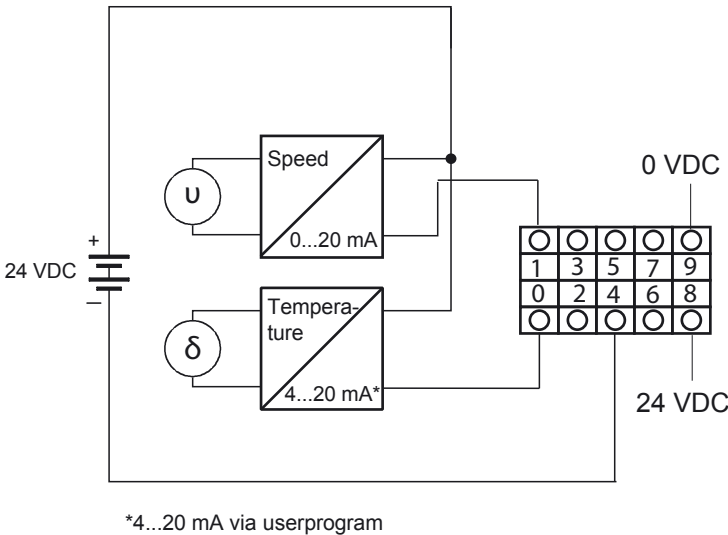 0 VDC
Speed
υ
0...20 mA
+
24 VDC
–
1 3 5 7 9
0 2 4 6 8
Tempera-
ture
δ
4...20 mA*
24 VDC
*4...20 mA via userprogram